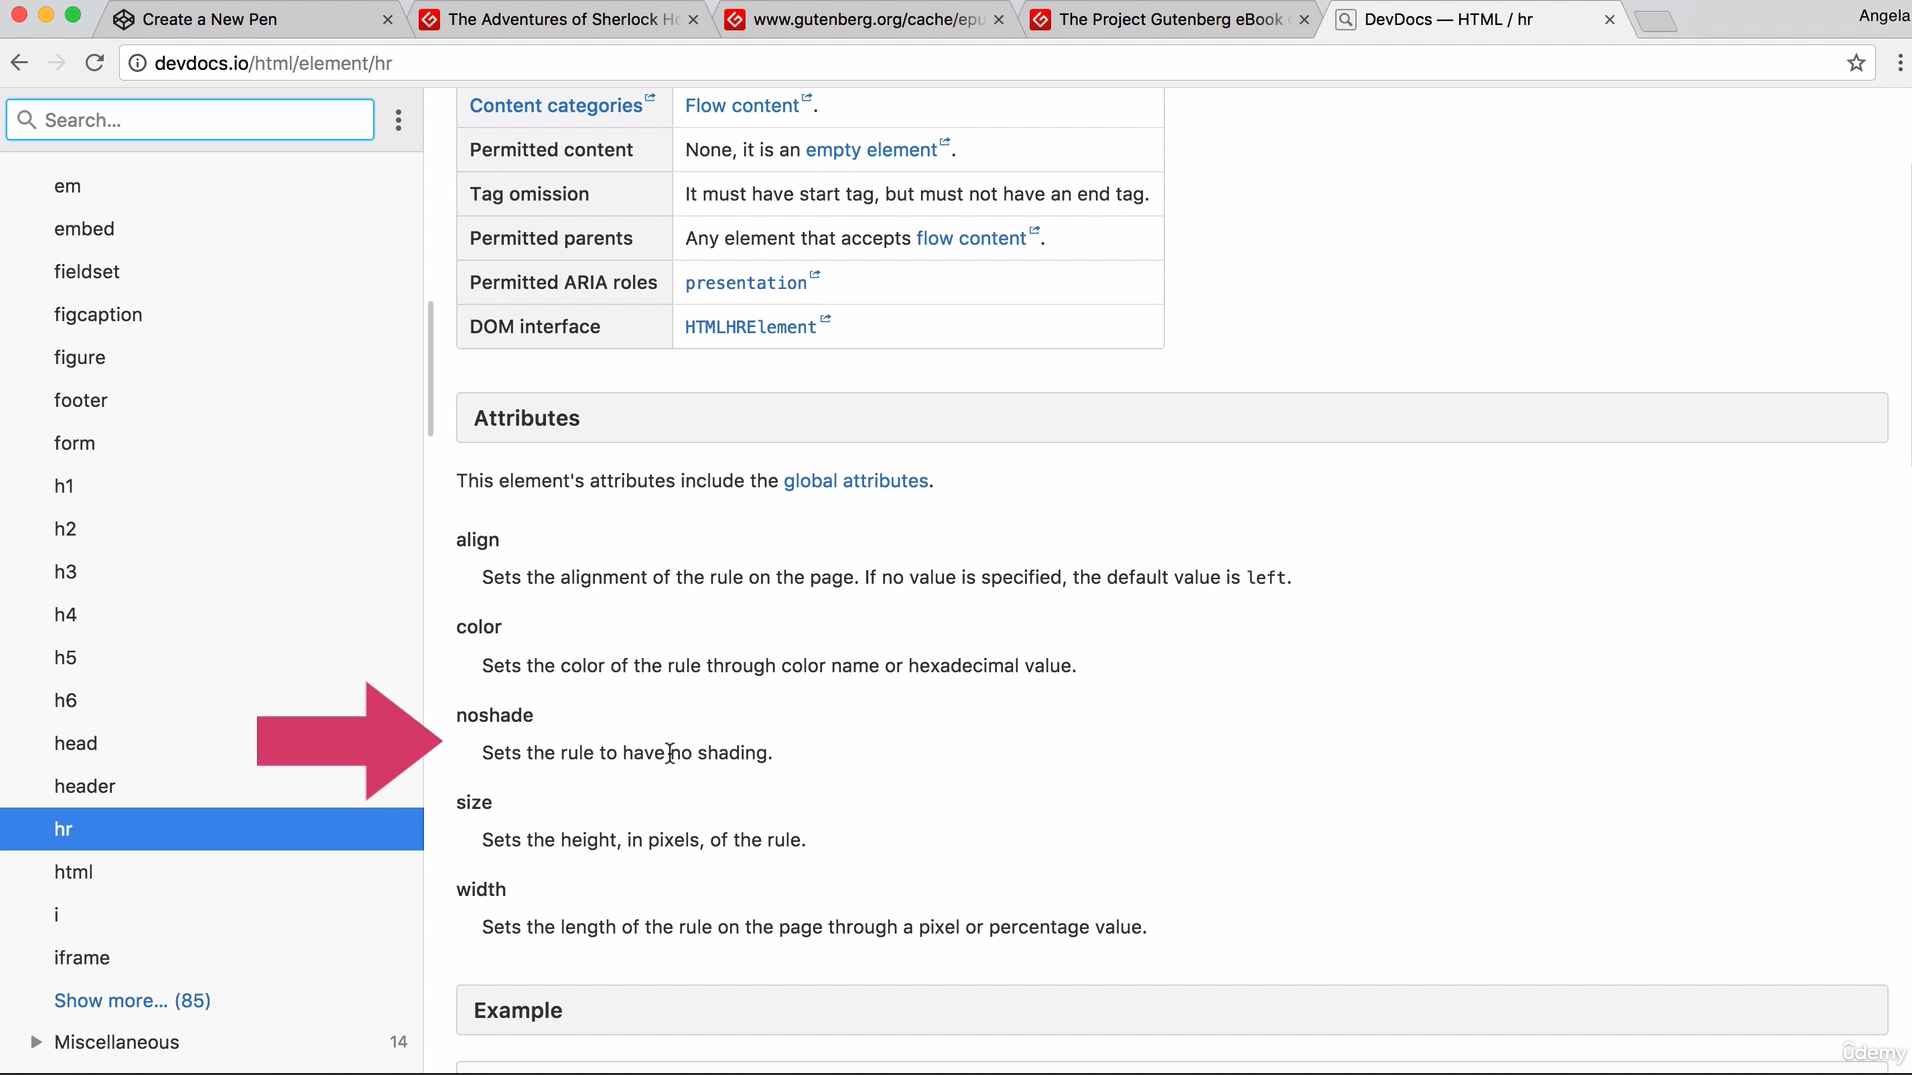 Create a New Pen
The Adventures of Sherlock Ho
www.gutenberg.org/cache/epu
The Project Gutenberg eBook
DevDocs — HTML / hr
Angela
devdocs.io/html/element/hr
Search...
em
embed
fieldset
figcaption
figure
footer
form
h1
h2
h3
h4
h5
h6
head
header
hr
html
i
iframe
Show more... (85)
Miscellaneous 14
Content categories Flow content.
Permitted content None, it is an empty element.
Tag omission It must have start tag, but must not have an end tag.
Permitted parents Any element that accepts flow content.
Permitted ARIA roles presentation
DOM interface HTMLHRElement
Attributes
This element's attributes include the global attributes.
align
Sets the alignment of the rule on the page. If no value is specified, the default value is left.
color
Sets the color of the rule through color name or hexadecimal value.
noshade
Sets the rule to have no shading.
size
Sets the height, in pixels, of the rule.
width
Sets the length of the rule on the page through a pixel or percentage value.
Example
ûdemy